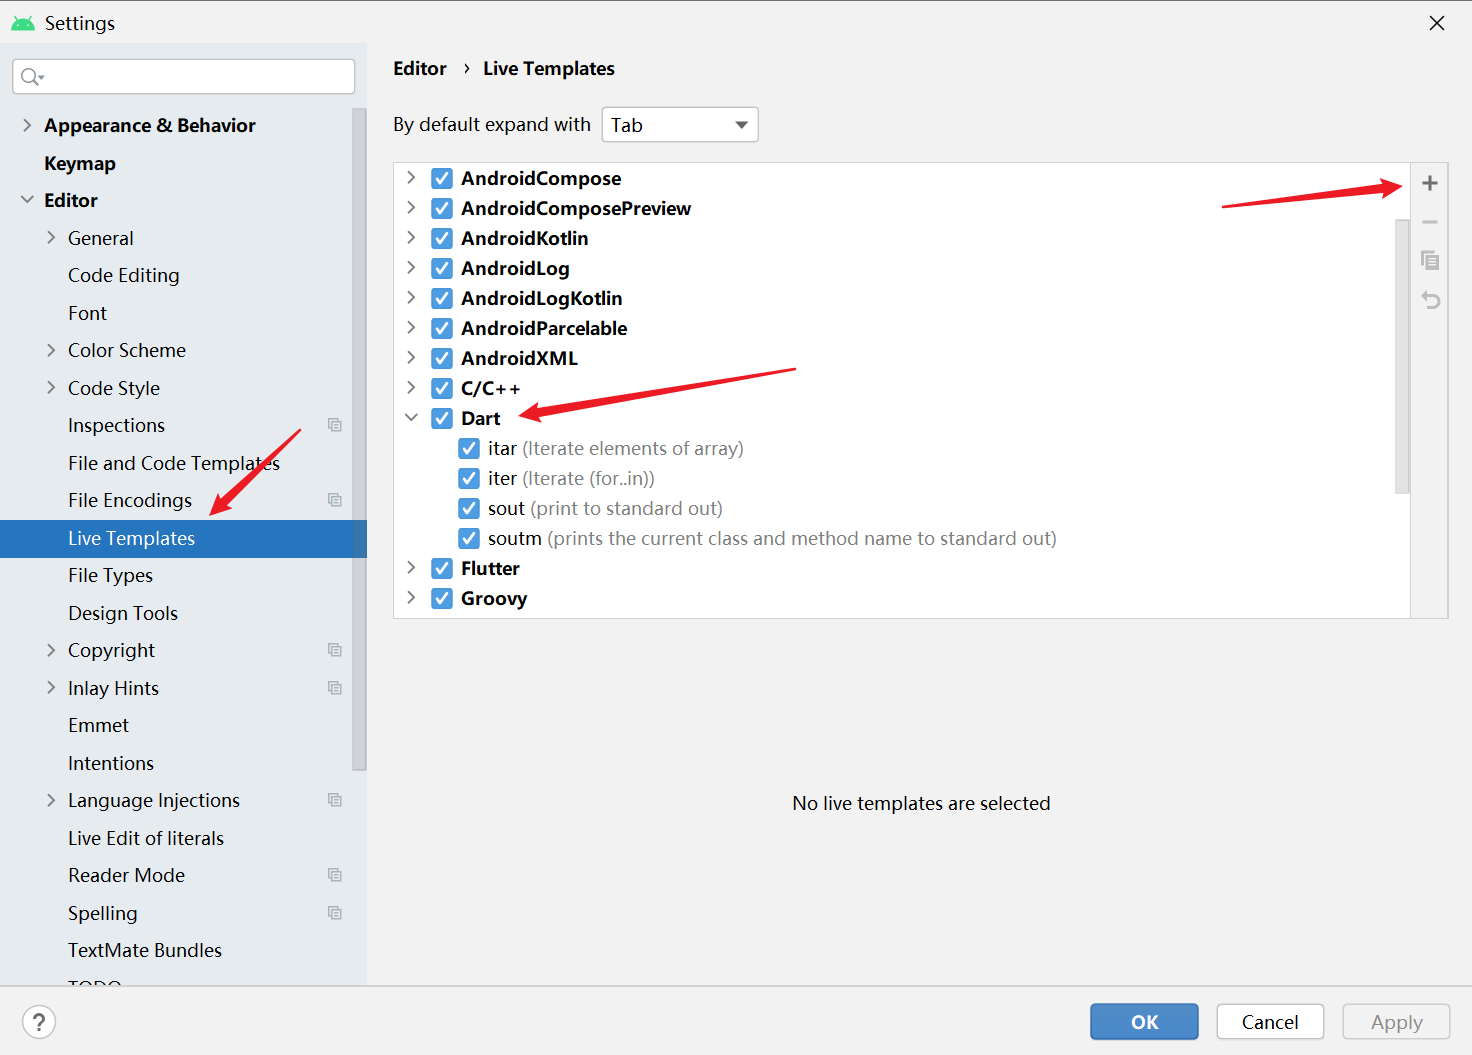 Settings
Appearance & Behavior
Keymap
Editor
General
Code Editing
Font
Color Scheme
Code Style
Inspections
File and Code Templates
File Encodings
Live Templates
File Types
Design Tools
Copyright
Inlay Hints
Emmet
Intentions
Language Injections
Live Edit of literals
Reader Mode
Spelling
TextMate Bundles
TODO
Editor › Live Templates
By default expand with Tab
AndroidCompose
AndroidComposePreview
AndroidKotlin
AndroidLog
AndroidLogKotlin
AndroidParcelable
AndroidXML
C/C++
Dart
itar (Iterate elements of array)
iter (Iterate (for..in))
sout (print to standard out)
soutm (prints the current class and method name to standard out)
Flutter
Groovy
No live templates are selected
?
OK Cancel Apply